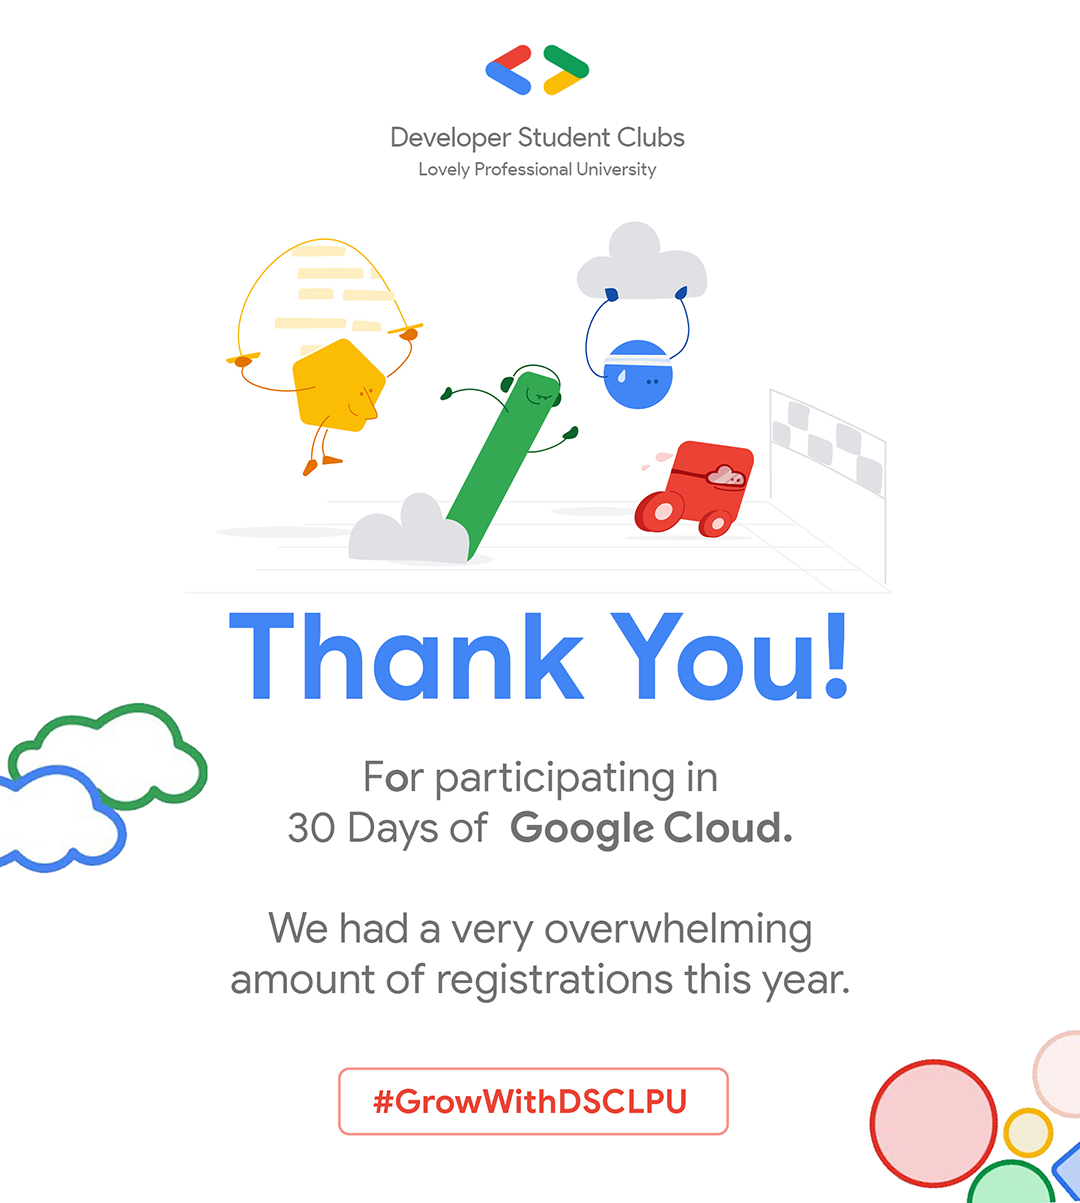 Developer Student Clubs
Lovely Professional University
Thank You!
For participating in
30 Days of Google Cloud.
We had a very overwhelming
amount of registrations this year.
#GrowWithDSCLPU